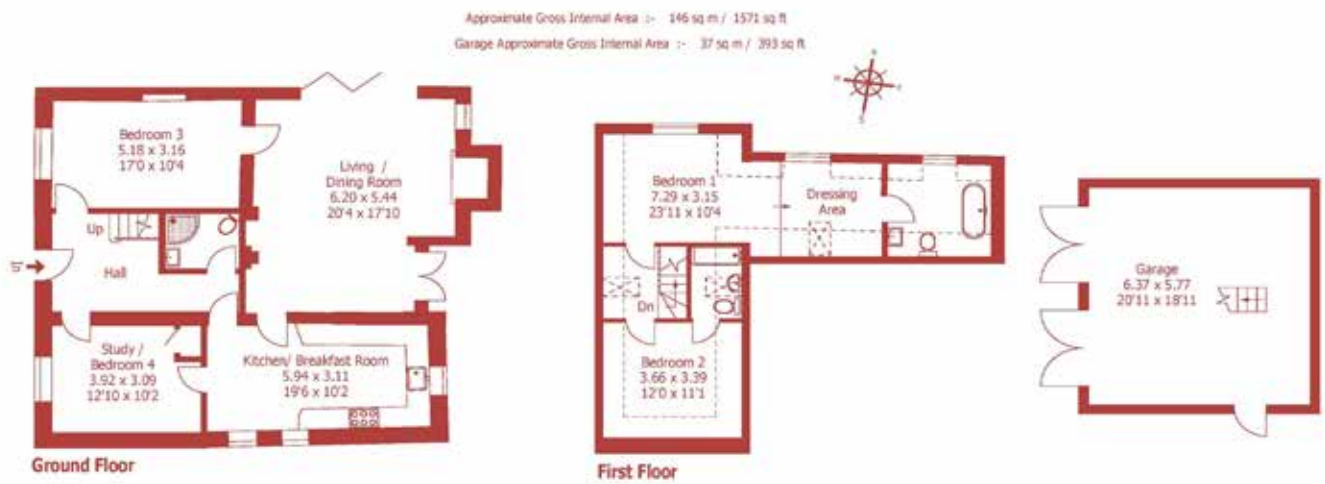 Approximate Gross Internal Area :- 146 sq m / 1571 sq ft
Garage Approximate Gross Internal Area :- 37 sq m / 393 sq ft
Bedroom 3
5.18 x 3.16
17'0 x 10'4
Living /
Dining Room
6.20 x 5.44
20'4 x 17'10
Up
Hall
IN
Study /
Bedroom 4
3.92 x 3.09
12'10 x 10'2
Kitchen/ Breakfast Room
5.94 x 3.11
19'6 x 10'2
Ground Floor
Bedroom 1
7.29 x 3.15
23'11 x 10'4
Dressing
Area
Dn
Bedroom 2
3.66 x 3.39
12'0 x 11'1
First Floor
Garage
6.37 x 5.77
20'11 x 18'11